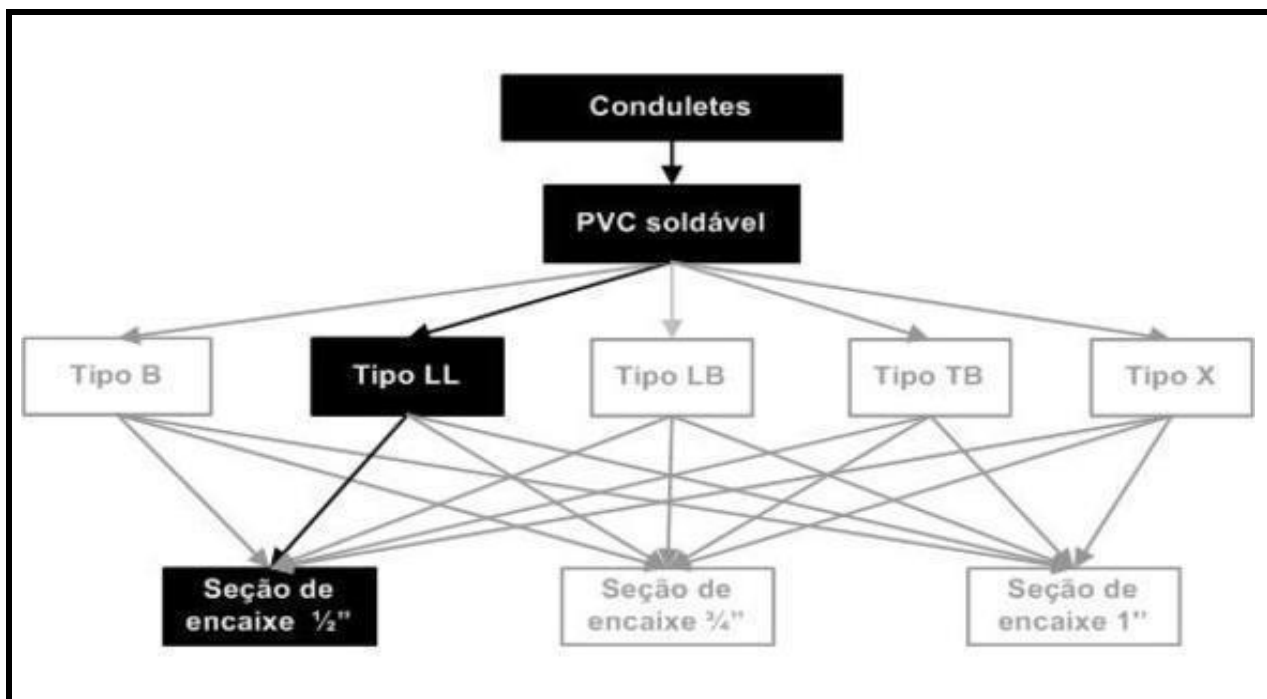 Conduletes
PVC soldável
Tipo B
Tipo LL
Tipo LB
Tipo TB
Tipo X
Seção de
encaixe ½”
Seção de
encaixe ¾”
Seção de
encaixe 1”